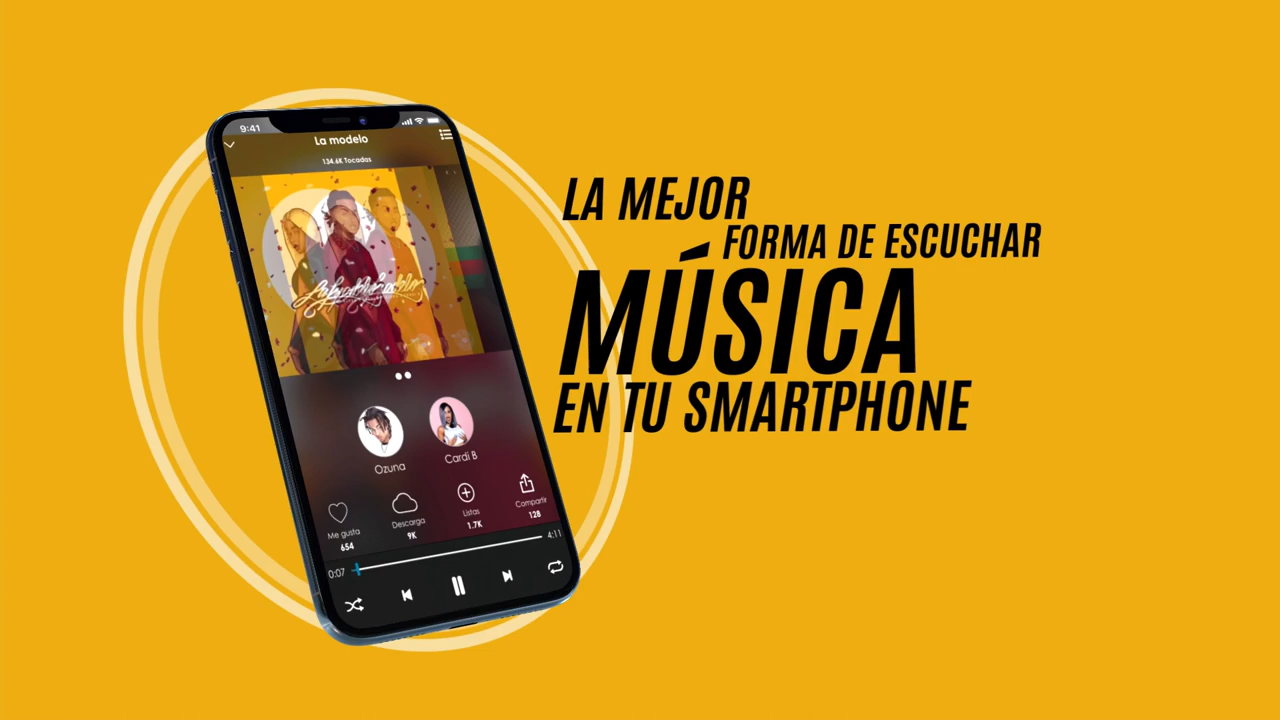 9:41
La modelo
134.6K Tocadas
Ozuna
Cardi B
Me gusta
654
Descarga
9K
Listas
1.7K
Compartir
128
0:07
4:11
LA MEJOR
FORMA DE ESCUCHAR
MÚSICA
EN TU SMARTPHONE